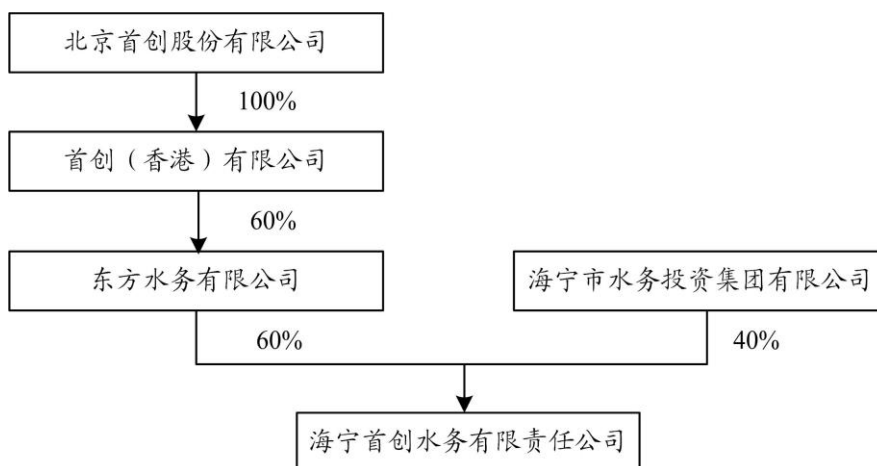 北京首创股份有限公司
100%
首创（香港）有限公司
60%
东方水务有限公司
海宁市水务投资集团有限公司
60%
40%
海宁首创水务有限责任公司